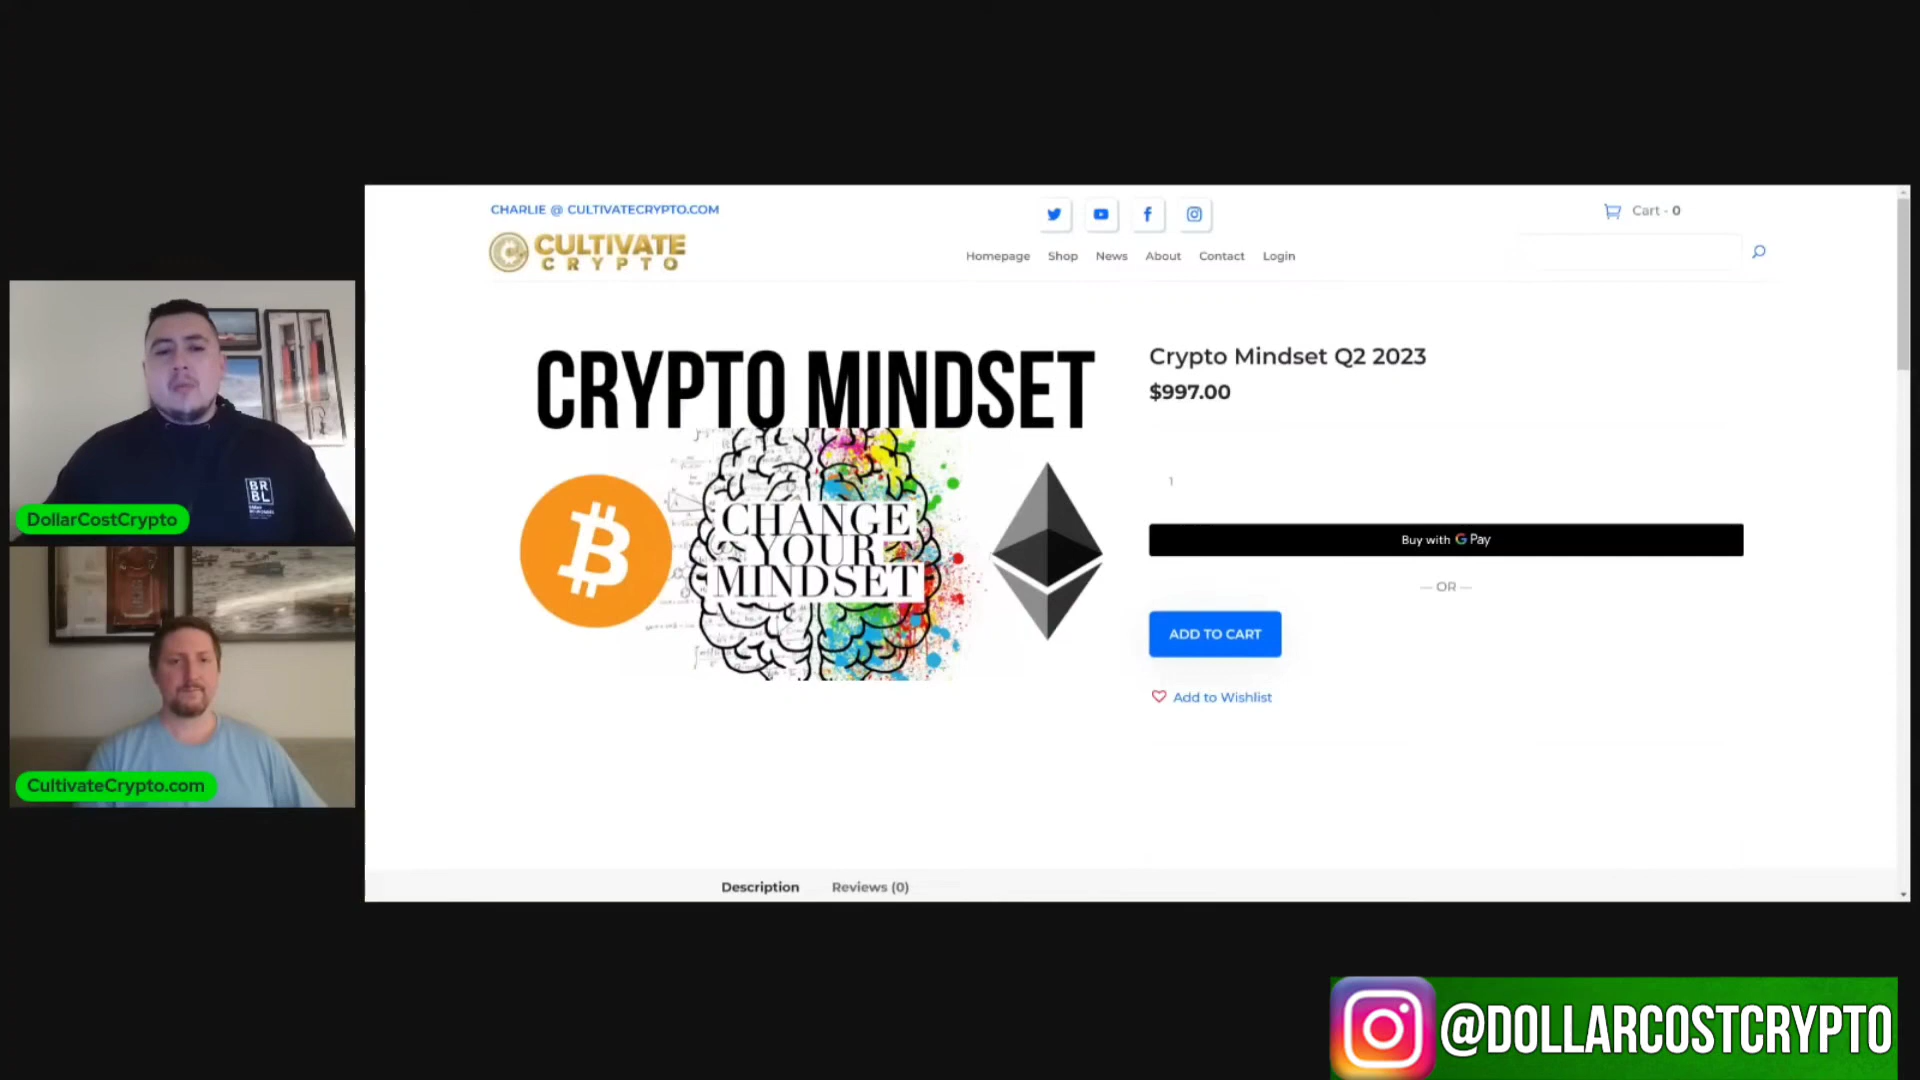 CHARLIE @ CULTIVATECRYPTO.COM
Cart - 0
CULTIVATE
CRYPTO
Homepage Shop News About Contact Login
CRYPTO MINDSET
CHANGE
YOUR
MINDSET
Crypto Mindset Q2 2023
$997.00
1
Buy with G Pay
— OR —
ADD TO CART
Add to Wishlist
Description Reviews (0)
BR
BL
DollarCostCrypto
CultivateCrypto.com
@DOLLARCOSTCRYPTO